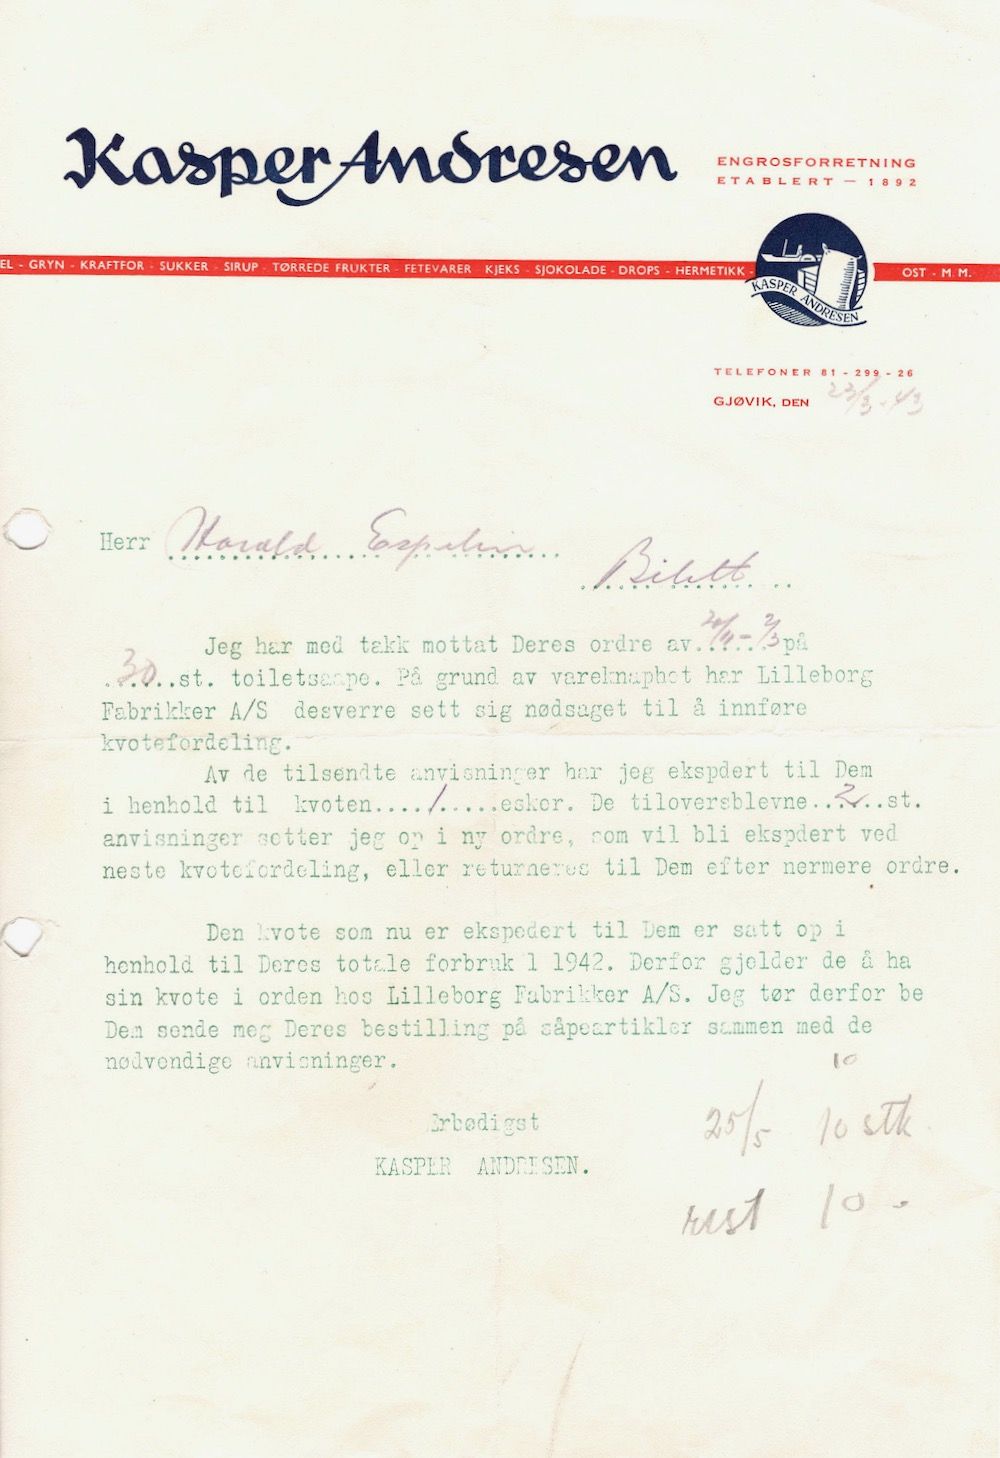 Kasper Andresen
ENGROSFORRETNING
ETABLERT — 1892
EL - GRYN - KRAFTFOR - SUKKER - SIRUP - TØRREDE FRUKTER - FETEVARER KJEKS - SJOKOLADE - DROPS - HERMETIKK - OST - M. M.
KASPER ANDRESEN
TELEFONER 81 - 299 - 26
GJØVIK, DEN 23/3-43
Herr Harald Espelien
Bilitt
Jeg har med takk mottat Deres ordre av...... - 2/3 på
30 ..st. toiletsaape. På grund av vareknaphet har Lilleborg
Fabrikker A/S desverre sett sig nødsaget til å innføre
kvotefordeling.
Av de tilsendte anvisninger har jeg ekspdert til Dem
i henhold til kvoten....1.....esker. De tiloversblevne..2..st.
anvisninger setter jeg op i ny ordre, som vil bli ekspdert ved
neste kvotefordeling, eller returneres til Dem efter nermere ordre.
Den kvote som nu er ekspedert til Dem er satt op i
henhold til Deres totale forbruk l 1942. Derfor gjelder de å ha
sin kvote i orden hos Lilleborg Fabrikker A/S. Jeg tør derfor be
Dem sende meg Deres bestilling på såpeartikler sammen med de
nødvendige anvisninger.
10
Erbødigst
25/5 10 stk
KASPER ANDRESEN.
rest 10 -